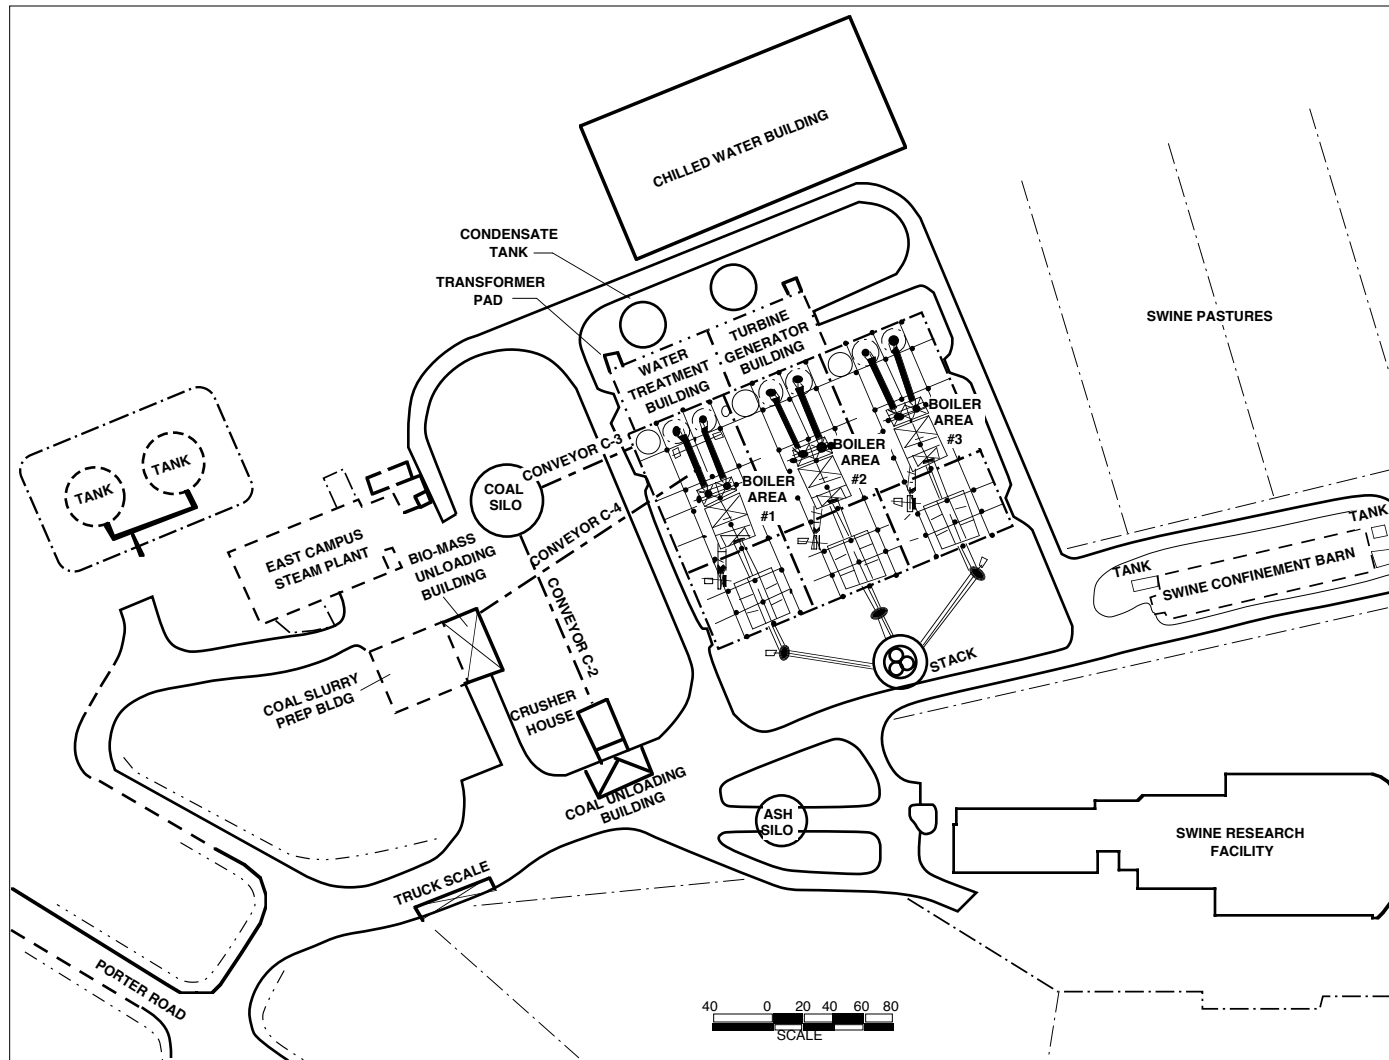 CHILLED WATER BUILDING
CONDENSATE
TANK
TRANSFORMER
PAD
SWINE PASTURES
WATER
TREATMENT
BUILDING
TURBINE
GENERATOR
BUILDING
BOILER
AREA
#3
BOILER
AREA
#2
BOILER
AREA
#1
CONVEYOR C-3
COAL
SILO
CONVEYOR C-4
TANK
TANK
EAST CAMPUS
STEAM PLANT
BIO-MASS
UNLOADING
BUILDING
TANK
SWINE CONFINEMENT BARN
TANK
CONVEYOR C-2
STACK
COAL SLURRY
PREP BLDG
CRUSHER
HOUSE
COAL UNLOADING
BUILDING
ASH
SILO
SWINE RESEARCH
FACILITY
TRUCK SCALE
PORTER ROAD
40 0 20 40 60 80
SCALE